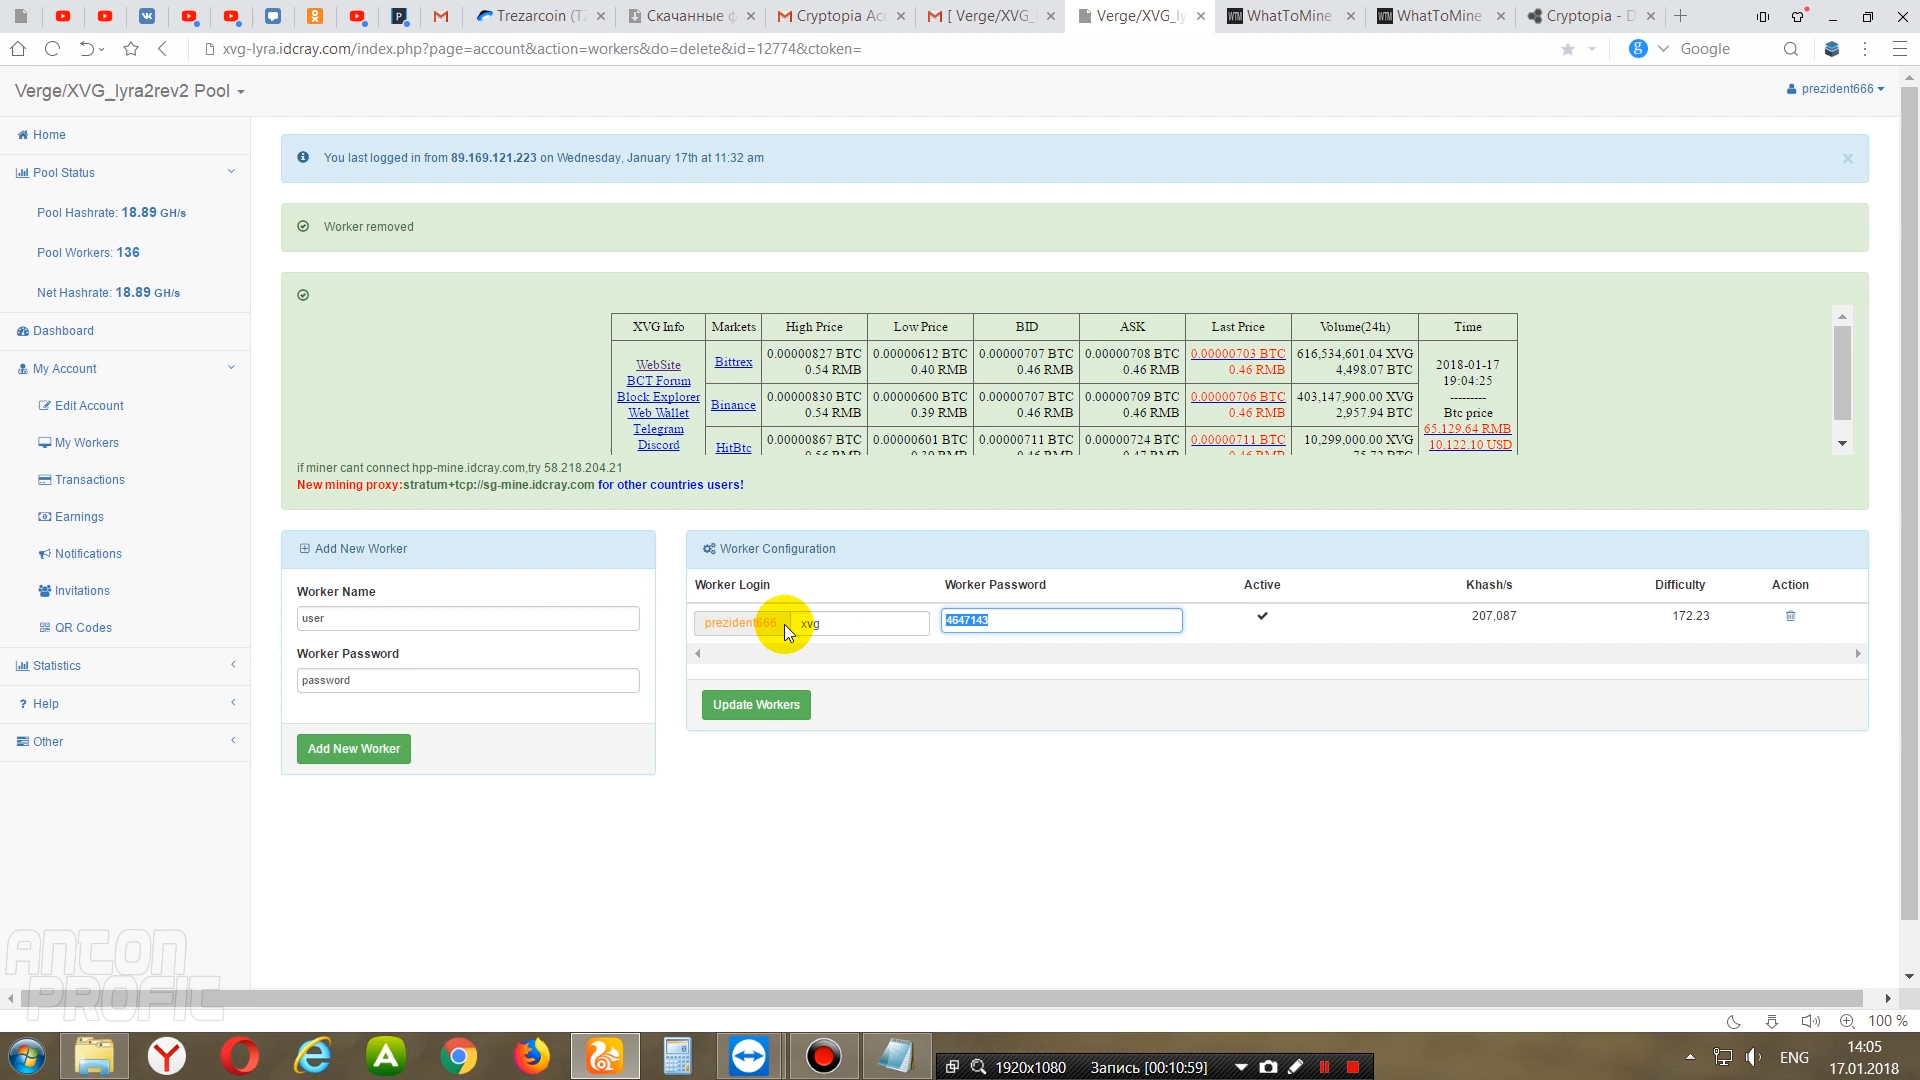 Trezarcoin (T
Скачанные ф
Cryptopia Ac
[ Verge/XVG_
Verge/XVG_ly
WhatToMine
WhatToMine
Cryptopia - D
xvg-lyra.idcray.com/index.php?page=account&action=workers&do=delete&id=12774&ctoken=
Google
Verge/XVG_lyra2rev2 Pool
prezident666
Home
Pool Status
Pool Hashrate: 18.89 GH/s
Pool Workers: 136
Net Hashrate: 18.89 GH/s
Dashboard
My Account
Edit Account
My Workers
Transactions
Earnings
Notifications
Invitations
QR Codes
Statistics
? Help
Other
You last logged in from 89.169.121.223 on Wednesday, January 17th at 11:32 am
Worker removed
XVG Info Markets High Price Low Price BID ASK Last Price Volume(24h) Time
WebSite
BCT Forum
Block Explorer
Web Wallet
Telegram
Discord
Bittrex 0.00000827 BTC 0.00000612 BTC 0.00000707 BTC 0.00000708 BTC 0.00000703 BTC 616,534,601.04 XVG
0.54 RMB 0.40 RMB 0.46 RMB 0.46 RMB 0.46 RMB 4,498.07 BTC
Binance 0.00000830 BTC 0.00000600 BTC 0.00000707 BTC 0.00000709 BTC 0.00000706 BTC 403,147,900.00 XVG
0.54 RMB 0.39 RMB 0.46 RMB 0.46 RMB 0.46 RMB 2,957.94 BTC
HitBtc 0.00000867 BTC 0.00000601 BTC 0.00000711 BTC 0.00000724 BTC 0.00000711 BTC 10,299,000.00 XVG
2018-01-17
19:04:25
---------
Btc price
65,129.64 RMB
10,122.10 USD
if miner cant connect hpp-mine.idcray.com,try 58.218.204.21
New mining proxy:stratum+tcp://sg-mine.idcray.com for other countries users!
Add New Worker
Worker Name
user
Worker Password
password
Add New Worker
Worker Configuration
Worker Login Worker Password Active Khash/s Difficulty Action
prezident666. xvg 4647143 207,087 172.23
Update Workers
ANTON
PROFIT
100 %
1920x1080 Запись [00:10:59]
ENG
14:05
17.01.2018